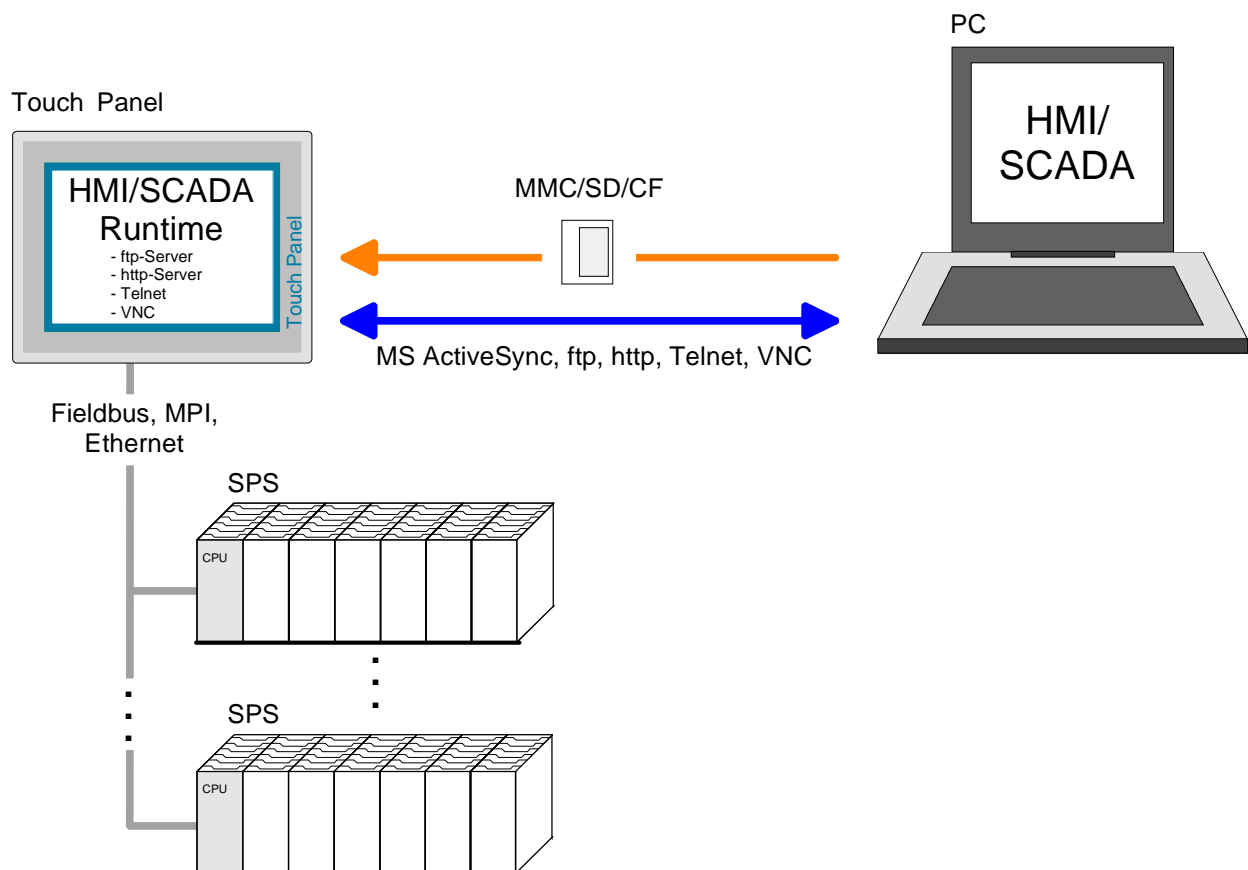 PC
Touch Panel
HMI/
SCADA
HMI/SCADA
Runtime
- ftp-Server
- http-Server
- Telnet
- VNC
Touch Panel
MMC/SD/CF
MS ActiveSync, ftp, http, Telnet, VNC
Fieldbus, MPI,
Ethernet
SPS
CPU
SPS
CPU